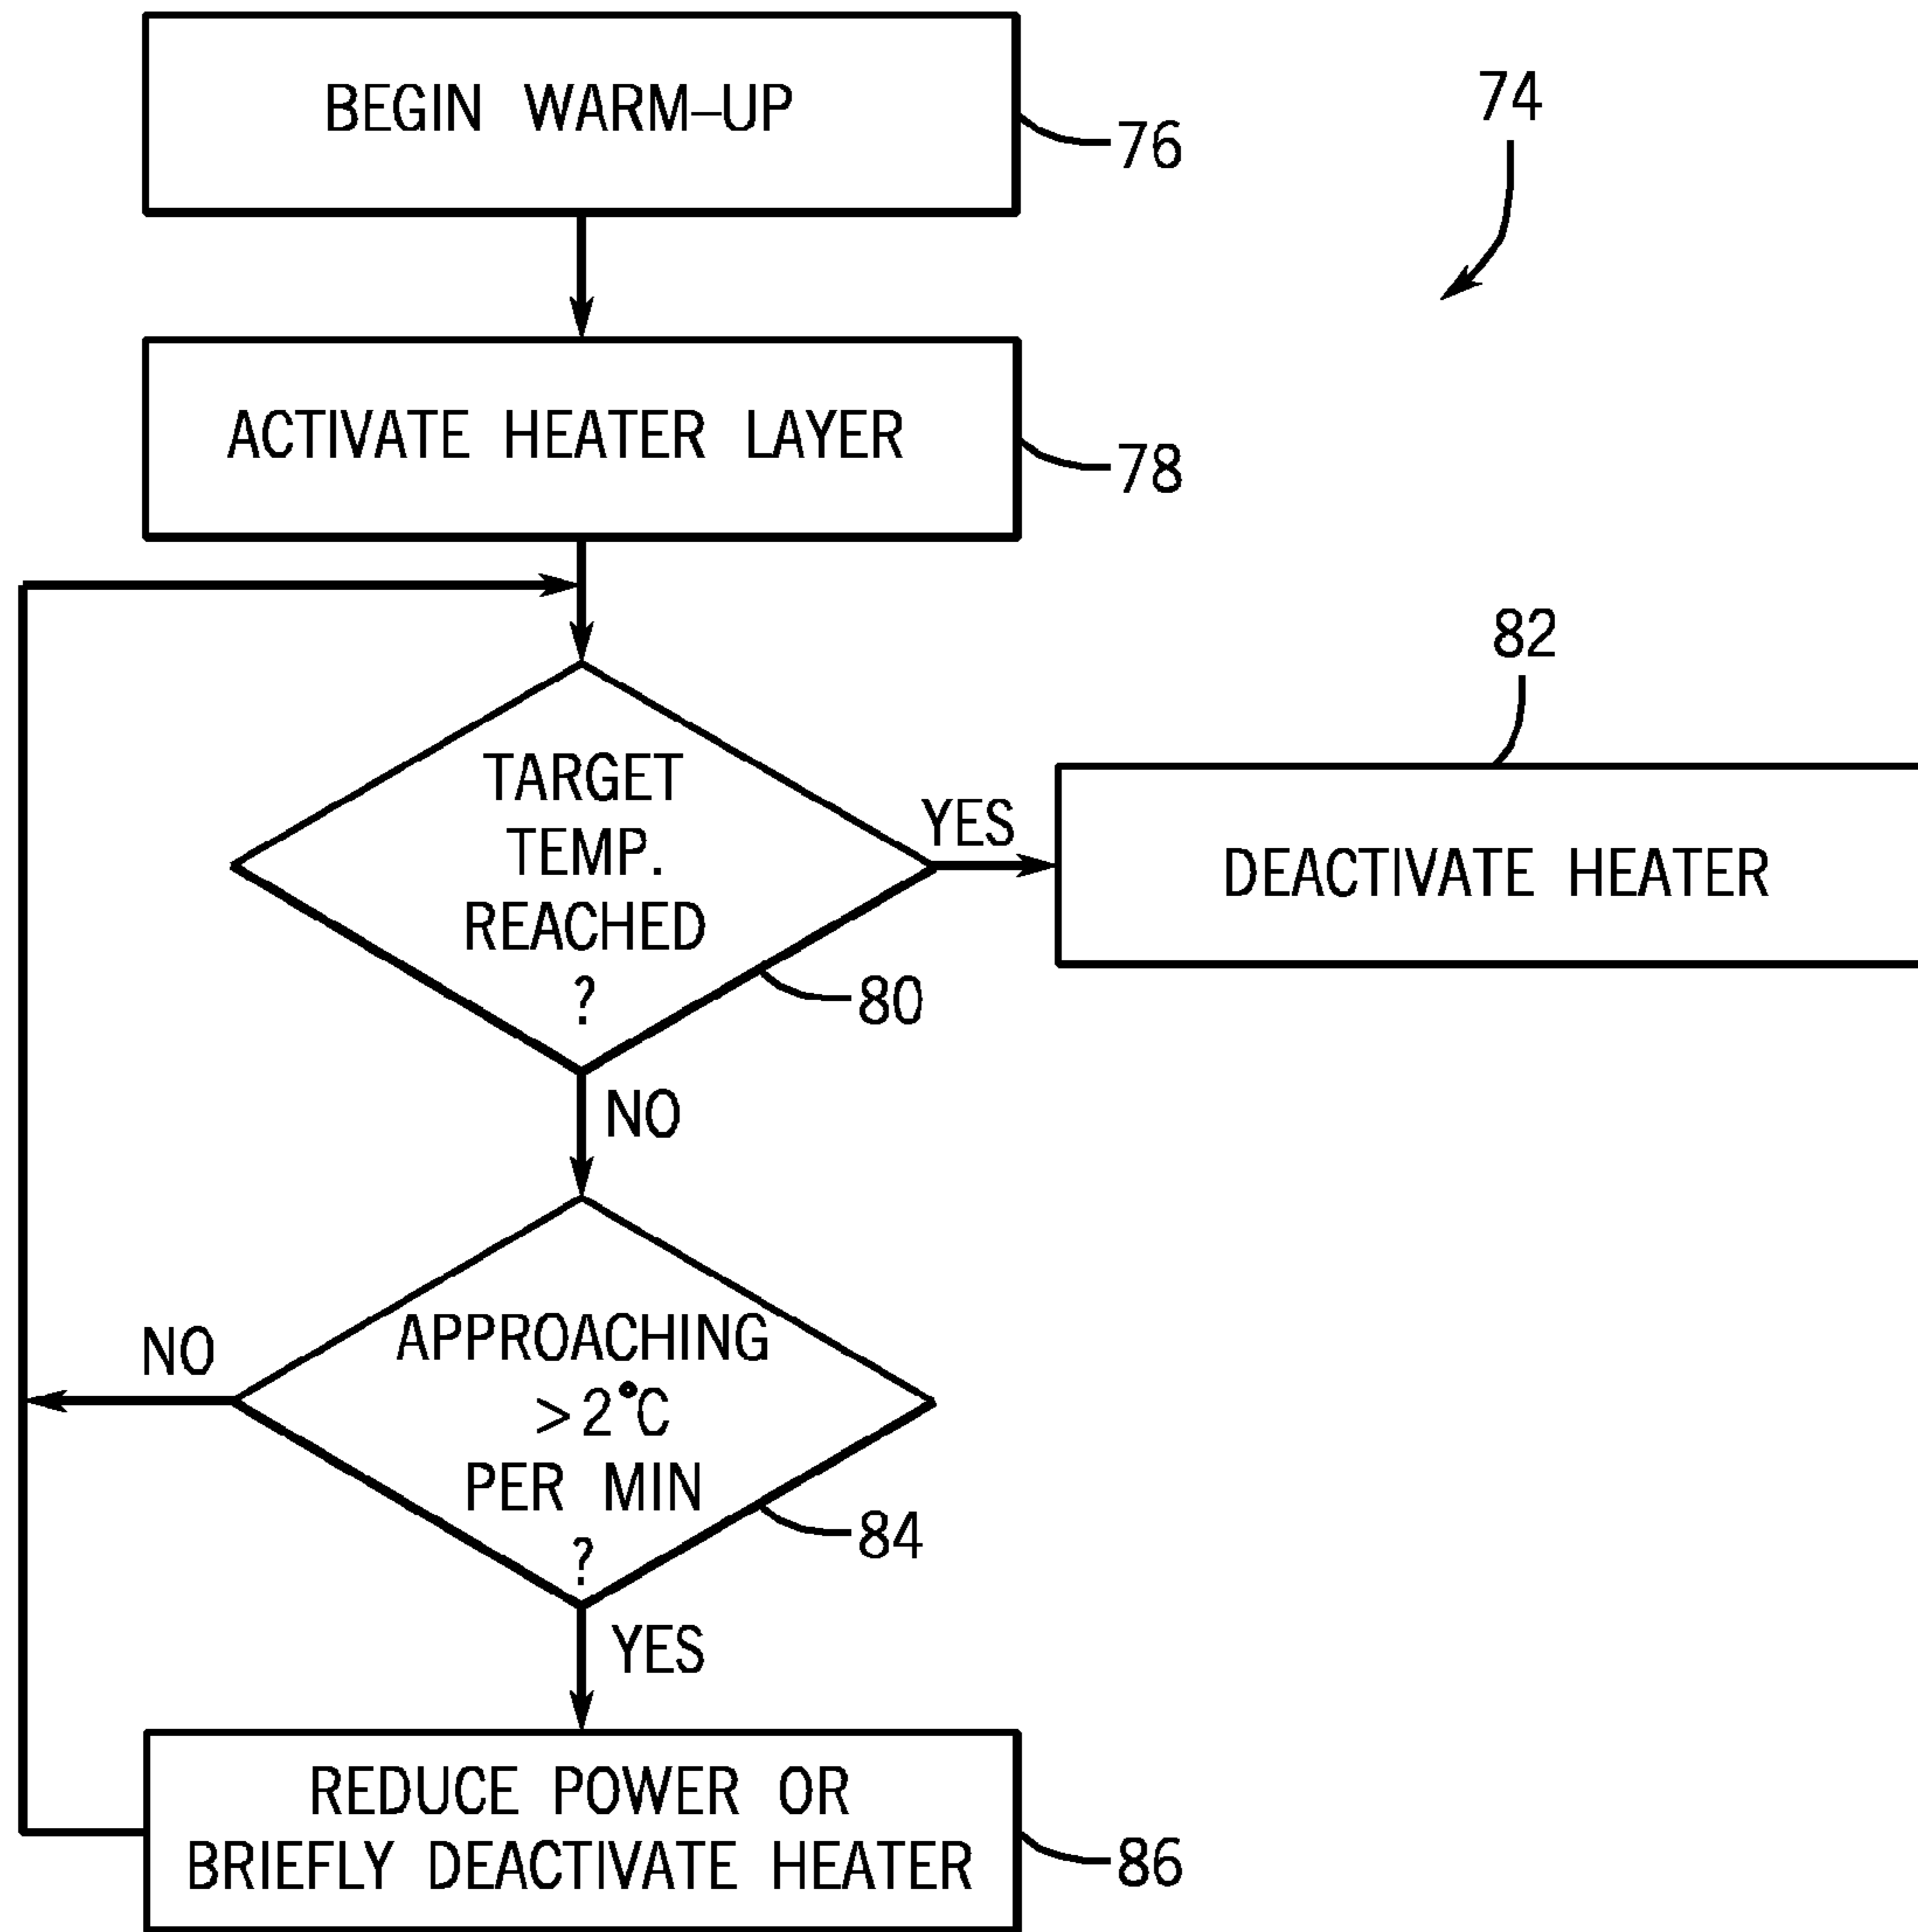 BEGIN WARM-UP
76
74
ACTIVATE HEATER LAYER
78
82
TARGET
TEMP.
REACHED
?
80
YES
DEACTIVATE HEATER
NO
APPROACHING
>2°C
PER MIN
?
84
NO
YES
REDUCE POWER OR
BRIEFLY DEACTIVATE HEATER
86